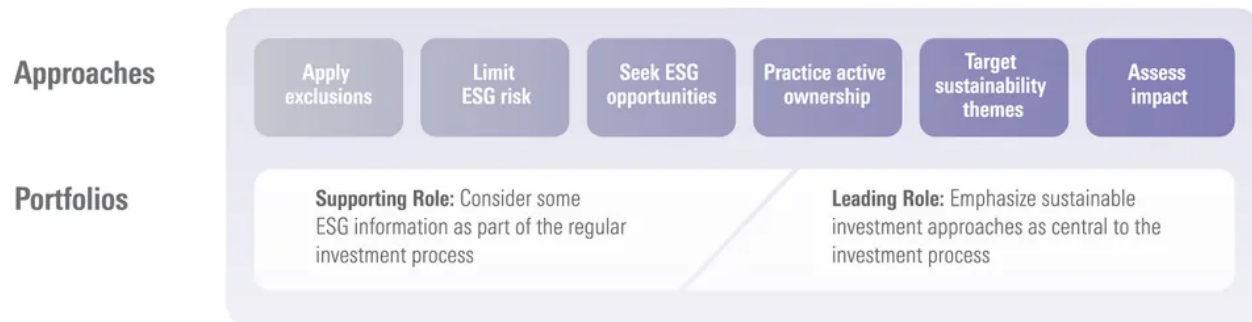 Approaches
Apply
exclusions
Limit
ESG risk
Seek ESG
opportunities
Practice active
ownership
Target
sustainability
themes
Assess
impact
Portfolios
Supporting Role: Consider some
ESG information as part of the regular
investment process
Leading Role: Emphasize sustainable
investment approaches as central to the
investment process